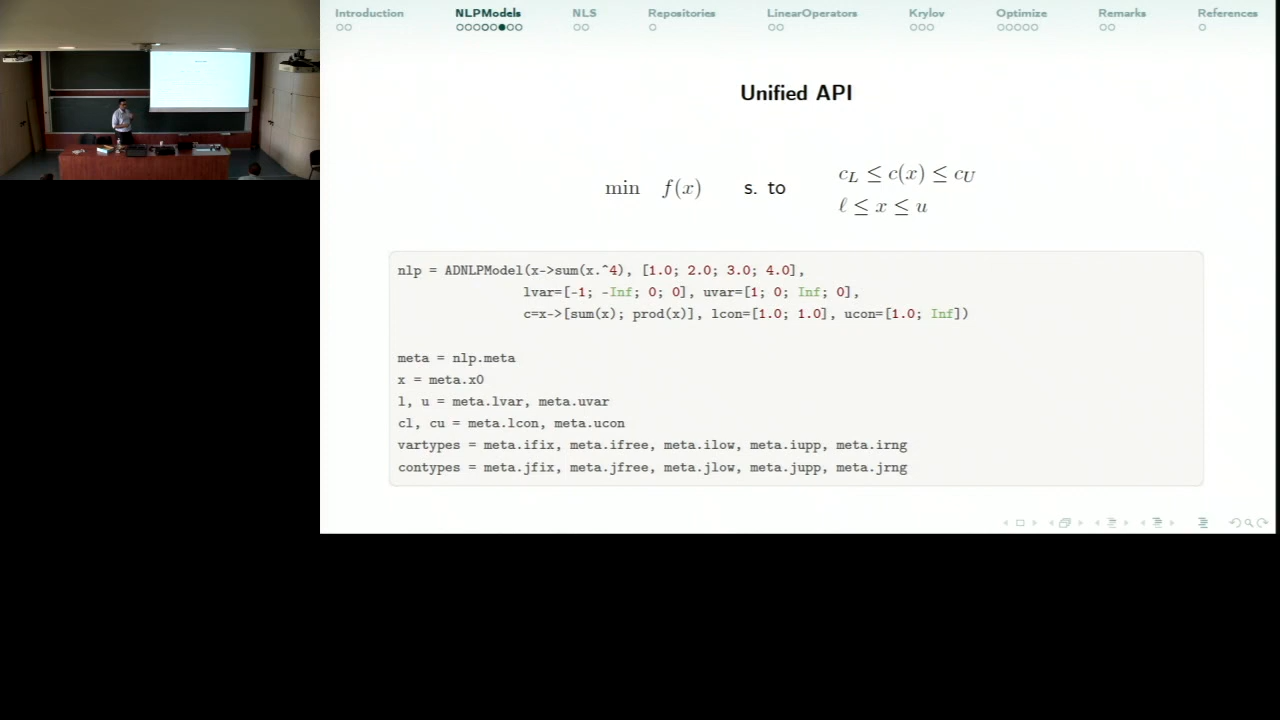 Introduction NLPModels NLS Repositories LinearOperators Krylov Optimize Remarks References
Unified API
min f(x) s. to c_L ≤ c(x) ≤ c_U
ℓ ≤ x ≤ u
nlp = ADNLPModel(x->sum(x.^4), [1.0; 2.0; 3.0; 4.0],
lvar=[-1; -Inf; 0; 0], uvar=[1; 0; Inf; 0],
c=x->[sum(x); prod(x)], lcon=[1.0; 1.0], ucon=[1.0; Inf])
meta = nlp.meta
x = meta.x0
l, u = meta.lvar, meta.uvar
cl, cu = meta.lcon, meta.ucon
vartypes = meta.ifix, meta.ifree, meta.ilow, meta.iupp, meta.irng
contypes = meta.jfix, meta.jfree, meta.jlow, meta.jupp, meta.jrng